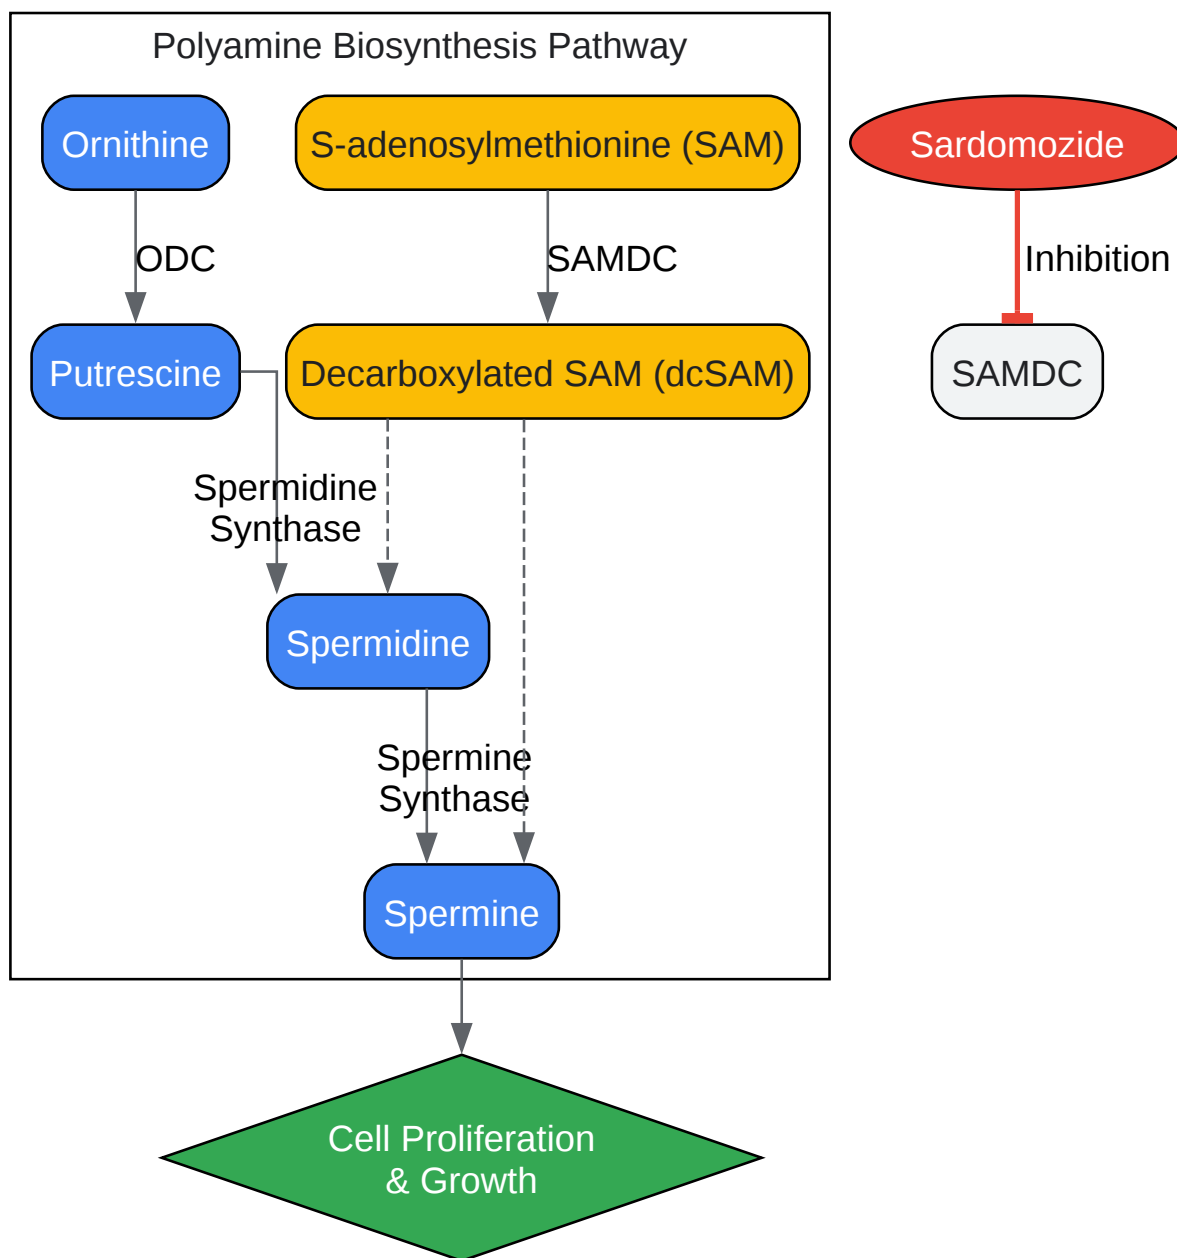 Polyamine Biosynthesis Pathway
Ornithine
S-adenosylmethionine (SAM)
Sardomozide
ODC
SAMDC
Inhibition
Putrescine
Decarboxylated SAM (dcSAM)
SAMDC
Spermidine
Synthase
Spermidine
Spermine
Synthase
Spermine
Cell Proliferation
& Growth